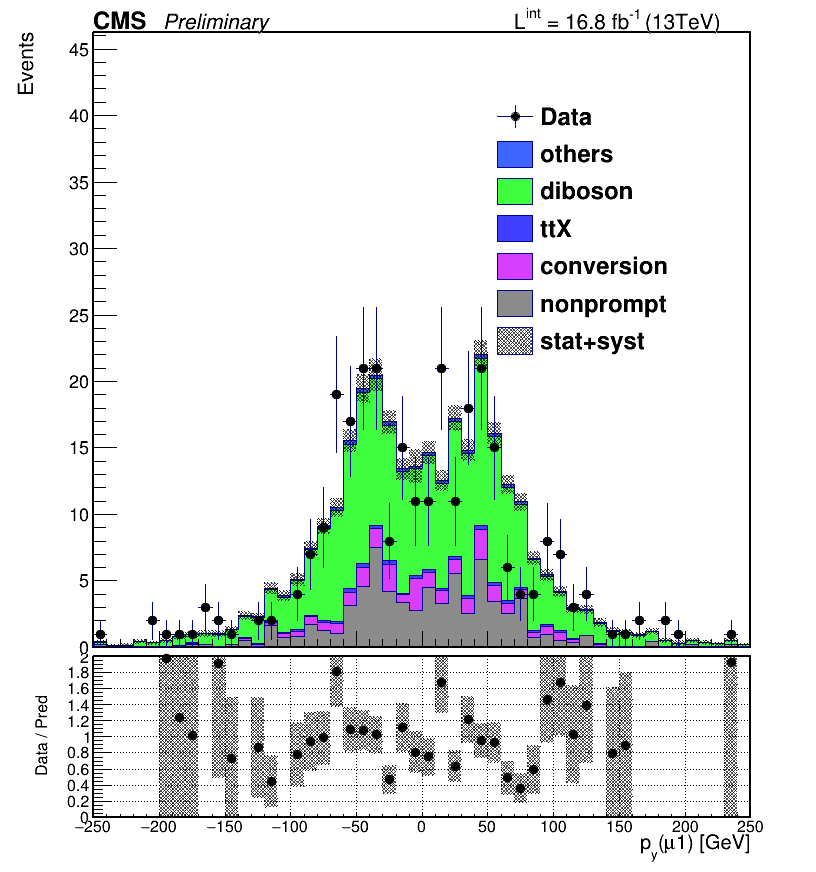 CMS Preliminary L^int = 16.8 fb^-1 (13TeV)
Events
45
40
35
30
25
20
15
10
5
0
Data
others
diboson
ttX
conversion
nonprompt
stat+syst
Data / Pred
2
1.8
1.6
1.4
1.2
1
0.8
0.6
0.4
0.2
0
−250 −200 −150 −100 −50 0 50 100 150 200 250
p_y(μ1) [GeV]